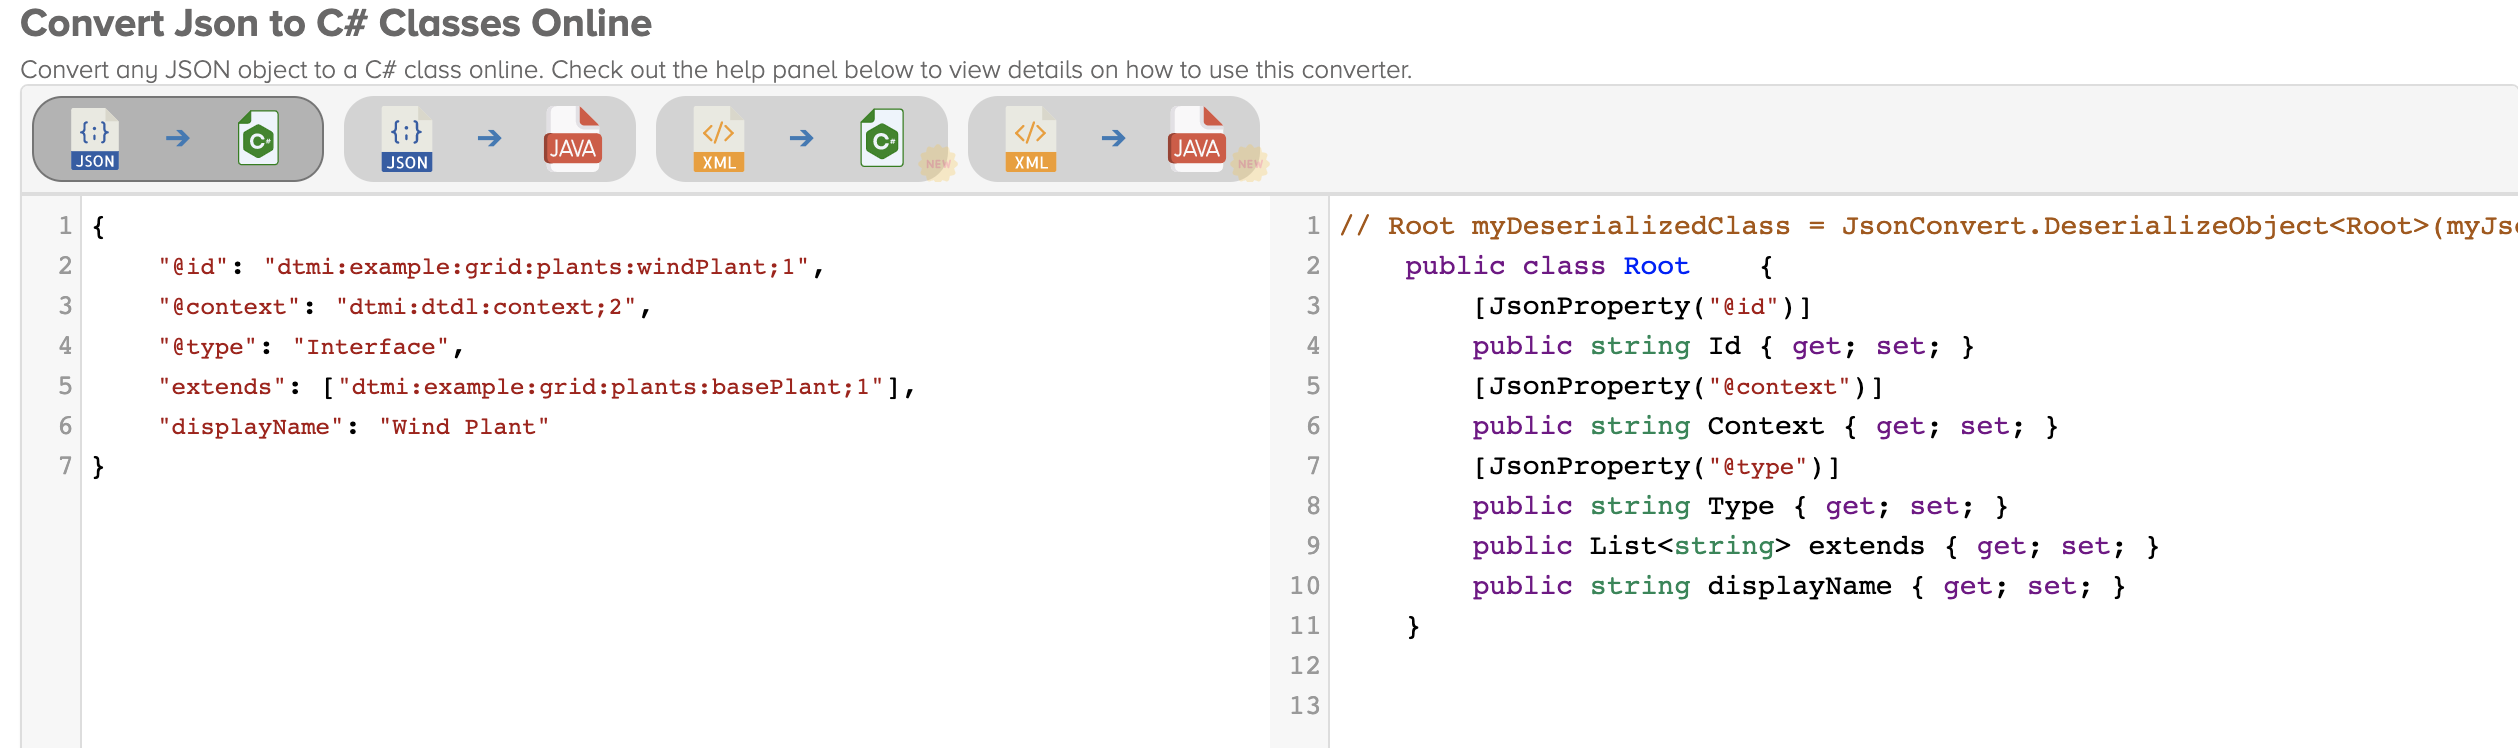 Convert Json to C# Classes Online
Convert any JSON object to a C# class online. Check out the help panel below to view details on how to use this converter.
{;} JSON C# {;} JSON JAVA </> XML C# NEW </> XML JAVA NEW
1 {
2 "@id": "dtmi:example:grid:plants:windPlant;1",
3 "@context": "dtmi:dtdl:context;2",
4 "@type": "Interface",
5 "extends": ["dtmi:example:grid:plants:basePlant;1"],
6 "displayName": "Wind Plant"
7 }
1 // Root myDeserializedClass = JsonConvert.DeserializeObject<Root>(myJs
2 public class Root {
3 [JsonProperty("@id")]
4 public string Id { get; set; }
5 [JsonProperty("@context")]
6 public string Context { get; set; }
7 [JsonProperty("@type")]
8 public string Type { get; set; }
9 public List<string> extends { get; set; }
10 public string displayName { get; set; }
11 }
12
13